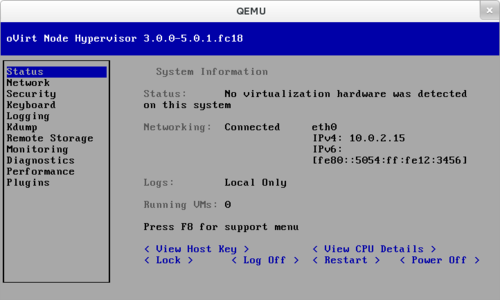 QEMU
oVirt Node Hypervisor 3.0.0-5.0.1.fc18
Status
Network
Security
Keyboard
Logging
Kdump
Remote Storage
Monitoring
Diagnostics
Performance
Plugins
System Information
Status: No virtualization hardware was detected
on this system
Networking: Connected eth0
IPv4: 10.0.2.15
IPv6:
[fe80::5054:ff:fe12:3456]
Logs: Local Only
Running VMs: 0
Press F8 for support menu
< View Host Key > < View CPU Details >
< Lock > < Log Off > < Restart > < Power Off >